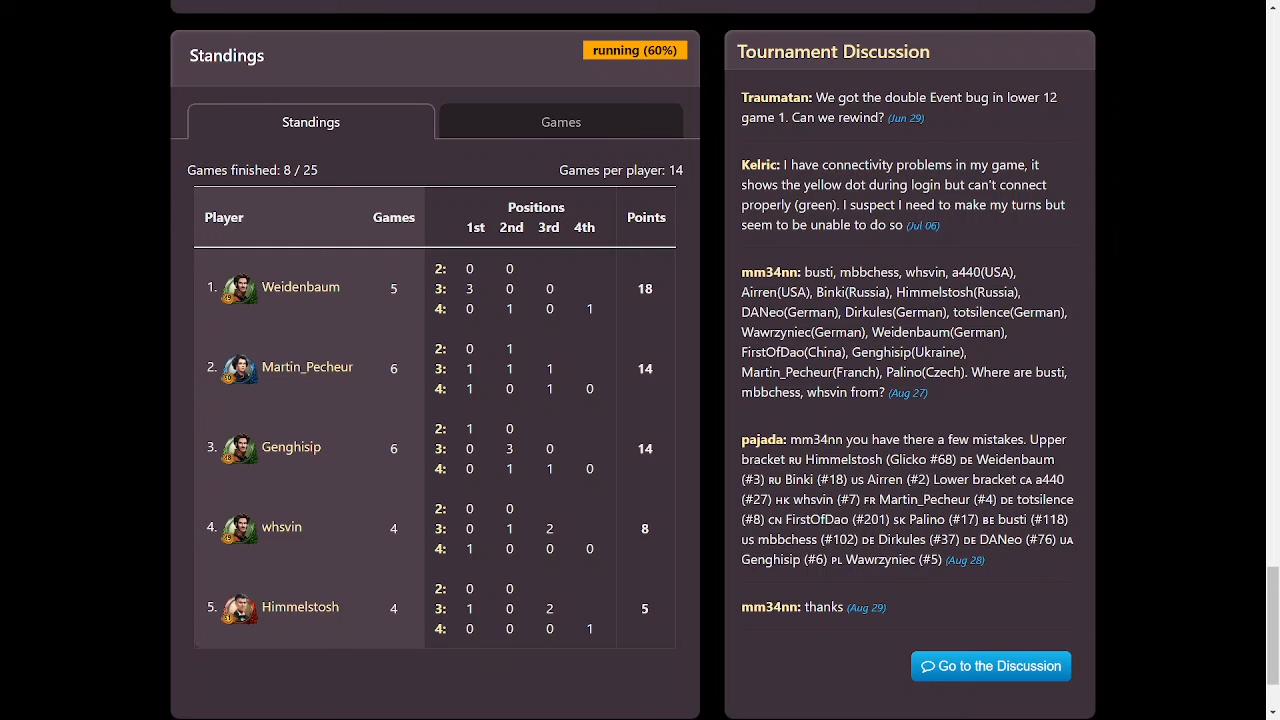 Standings
running (60%)
Standings
Games
Games finished: 8 / 25
Games per player: 14
Player Games Positions Points
1st 2nd 3rd 4th
2: 0 0
1. Weidenbaum 5 3: 3 0 0 18
4: 0 1 0 1
2: 0 1
2. Martin_Pecheur 6 3: 1 1 1 14
4: 1 0 1 0
2: 1 0
3. Genghisip 6 3: 0 3 0 14
4: 0 1 1 0
2: 0 0
4. whsvin 4 3: 0 1 2 8
4: 1 0 0 0
2: 0 0
5. Himmelstosh 4 3: 1 0 2 5
4: 0 0 0 1
Tournament Discussion
Traumatan: We got the double Event bug in lower 12
game 1. Can we rewind? (Jun 29)
Kelric: I have connectivity problems in my game, it
shows the yellow dot during login but can't connect
properly (green). I suspect I need to make my turns but
seem to be unable to do so (Jul 06)
mm34nn: busti, mbbchess, whsvin, a440(USA),
Airren(USA), Binki(Russia), Himmelstosh(Russia),
DANeo(German), Dirkules(German), totsilence(German),
Wawrzyniec(German), Weidenbaum(German),
FirstOfDao(China), Genghisip(Ukraine),
Martin_Pecheur(Franch), Palino(Czech). Where are busti,
mbbchess, whsvin from? (Aug 27)
pajada: mm34nn you have there a few mistakes. Upper
bracket RU Himmelstosh (Glicko #68) DE Weidenbaum
(#3) RU Binki (#18) US Airren (#2) Lower bracket CA a440
(#27) HK whsvin (#7) FR Martin_Pecheur (#4) DE totsilence
(#8) CN FirstOfDao (#201) SK Palino (#17) BE busti (#118)
US mbbchess (#102) DE Dirkules (#37) DE DANeo (#76) UA
Genghisip (#6) PL Wawrzyniec (#5) (Aug 28)
mm34nn: thanks (Aug 29)
Go to the Discussion